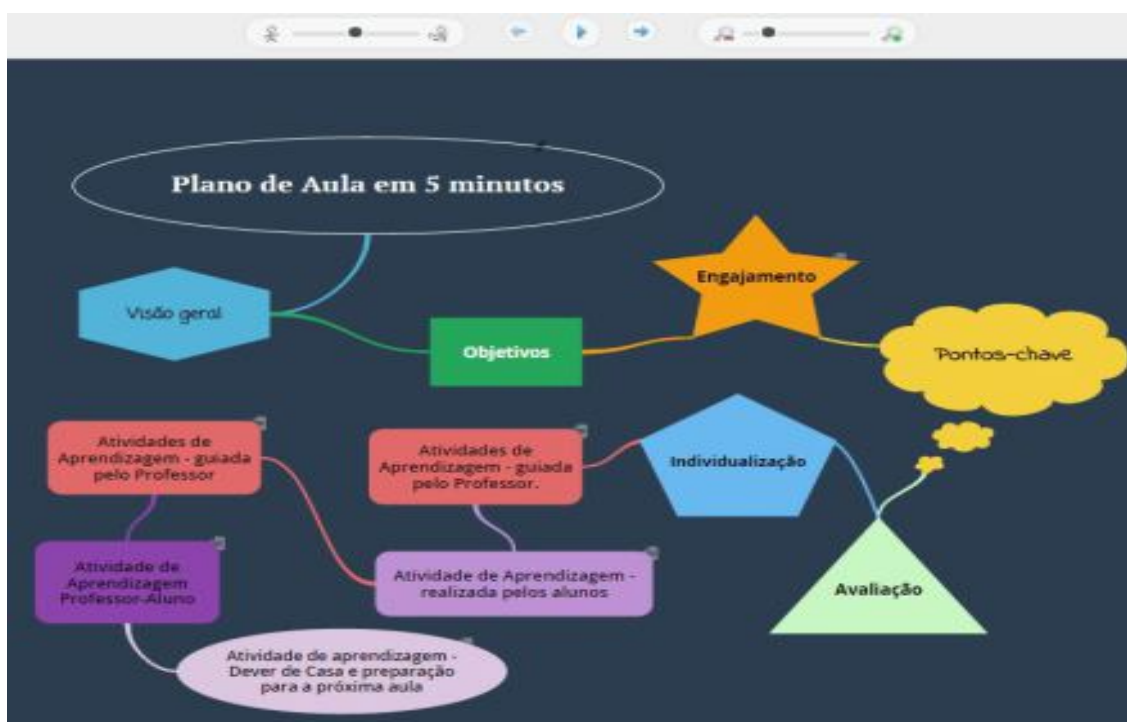 Plano de Aula em 5 minutos
Visão geral
Objetivos
Engajamento
Pontos-chave
Avaliação
Individualização
Atividades de
Aprendizagem - guiada
pelo Professor.
Atividade de Aprendizagem -
realizada pelos alunos
Atividades de
Aprendizagem - guiada
pelo Professor
Atividade de
Aprendizagem
Professor-Aluno
Atividade de aprendizagem -
Dever de Casa e preparação
para a próxima aula